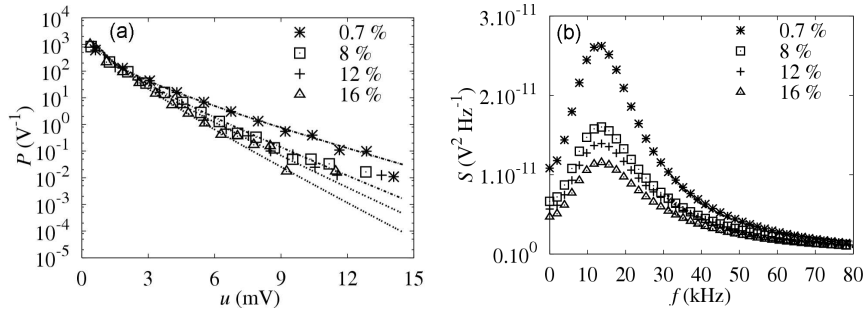 (a)
0.7 %
8 %
12 %
16 %
10⁴
10³
10²
10¹
10⁰
10⁻¹
10⁻²
10⁻³
10⁻⁴
10⁻⁵
P (V⁻¹)
0 3 6 9 12 15
u (mV)
(b)
0.7 %
8 %
12 %
16 %
3.10⁻¹¹
2.10⁻¹¹
1.10⁻¹¹
0.10⁰
S (V² Hz⁻¹)
0 10 20 30 40 50 60 70 80
f (kHz)